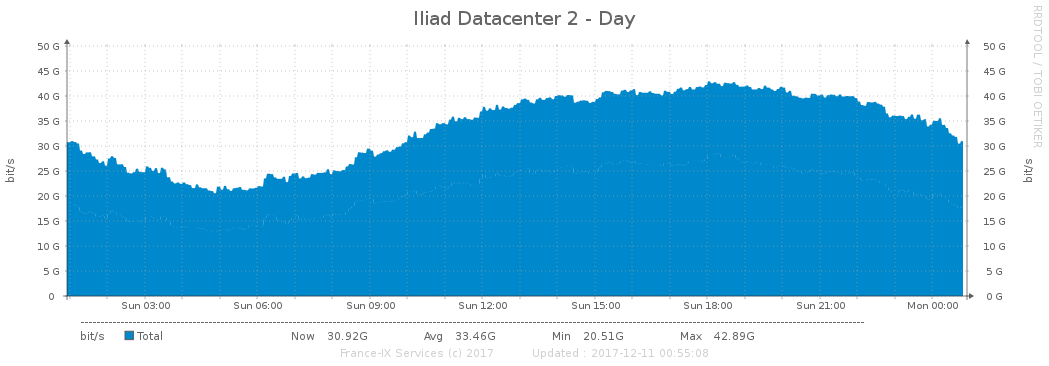 Iliad Datacenter 2 - Day
RRDTOOL / TOBI OETIKER
50 G 50 G
45 G 45 G
40 G 40 G
35 G 35 G
30 G 30 G
25 G 25 G
20 G 20 G
15 G 15 G
10 G 10 G
5 G 5 G
0 0 G
bit/s bit/s
Sun 03:00 Sun 06:00 Sun 09:00 Sun 12:00 Sun 15:00 Sun 18:00 Sun 21:00 Mon 00:00
bit/s Total Now 30.92G Avg 33.46G Min 20.51G Max 42.89G
France-IX Services (c) 2017 Updated : 2017-12-11 00:55:08